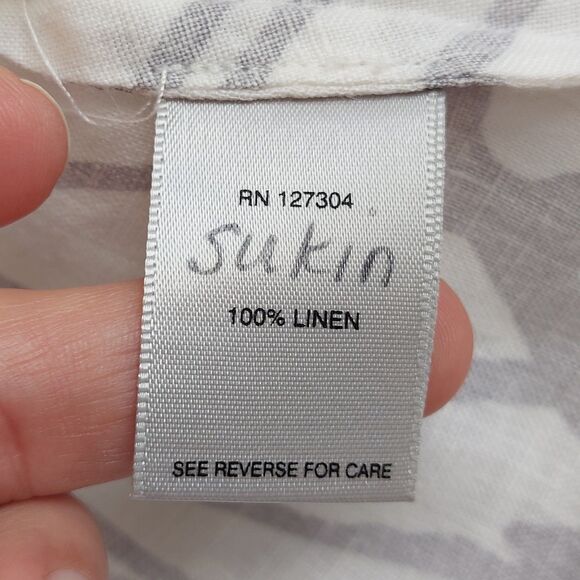 RN 127304
Sukin
100% LINEN
SEE REVERSE FOR CARE